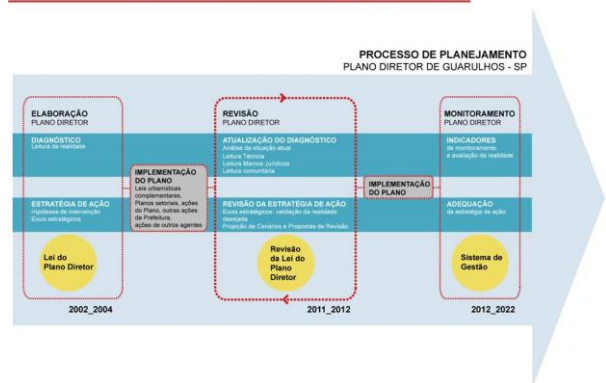 PROCESSO DE PLANEJAMENTO
PLANO DIRETOR DE GUARULHOS - SP
ELABORAÇÃO
PLANO DIRETOR
DIAGNÓSTICO
Leitura da realidade
ESTRATÉGIA DE AÇÃO
Hipóteses de intervenção
Eixos estratégicos
Lei do
Plano Diretor
2002_2004
IMPLEMENTAÇÃO
DO PLANO
Leis urbanísticas
complementares.
Planos setoriais, ações
do Plano, outras ações
da Prefeitura,
ações de outros agentes
REVISÃO
PLANO DIRETOR
ATUALIZAÇÃO DO DIAGNÓSTICO
Análise da situação atual
Leitura Técnica
Leitura Marcos Jurídicos
Leitura comunitária
REVISÃO DA ESTRATÉGIA DE AÇÃO
Eixos estratégicos: validação da realidade
desejada
Projeção de Cenários e Propostas de Revisão
Revisão
da Lei do
Plano
Diretor
2011_2012
IMPLEMENTAÇÃO
DO PLANO
MONITORAMENTO
PLANO DIRETOR
INDICADORES
de monitoramento
e avaliação da realidade
ADEQUAÇÃO
da estratégia de ação
Sistema de
Gestão
2012_2022